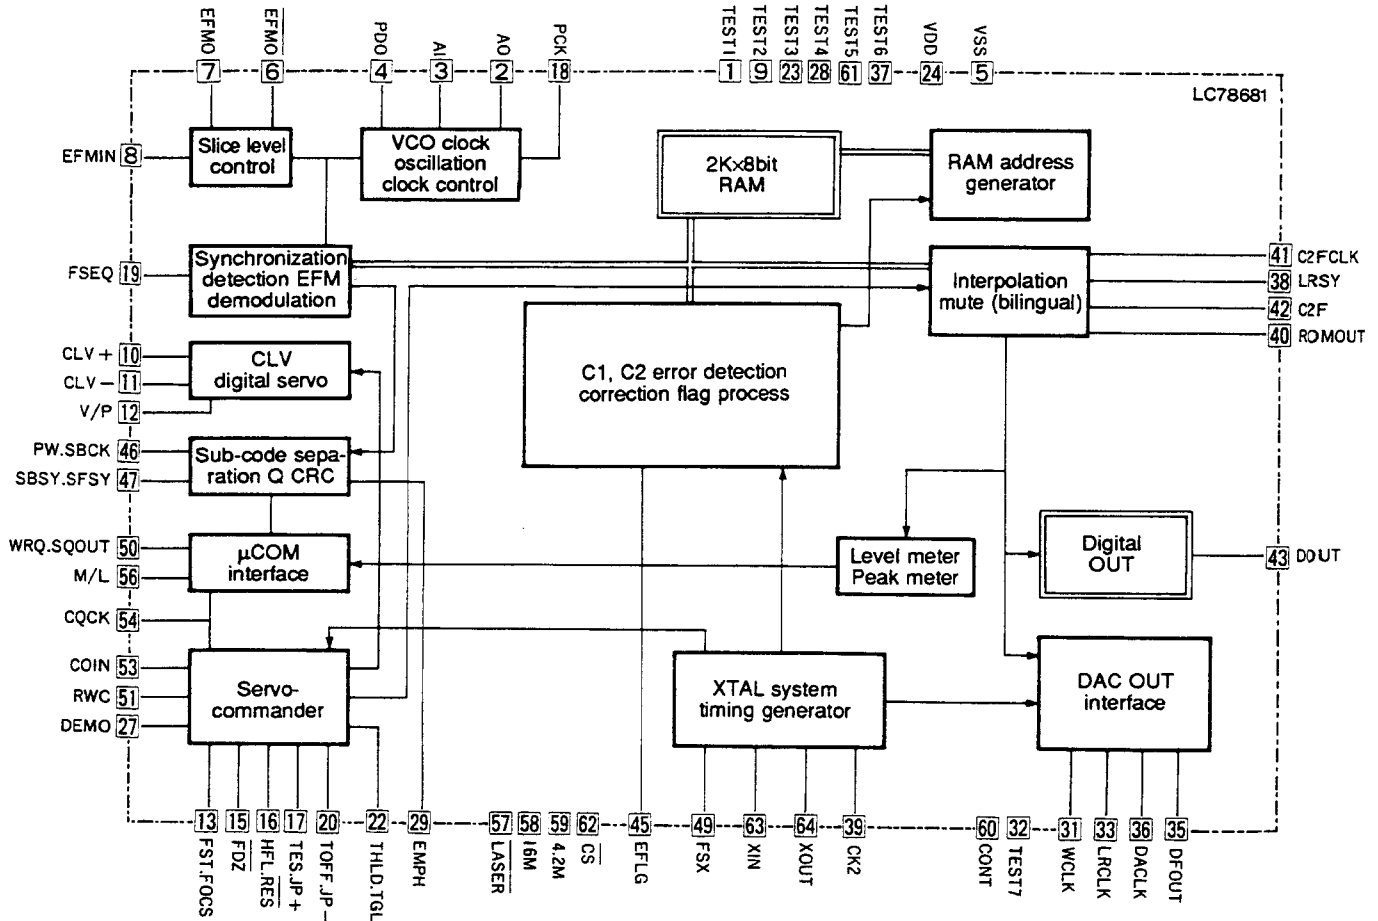 EFMO
EFMO
PDO
AI
AO
PCK
TEST1
TEST2
TEST3
TEST4
TEST5
TEST6
VDD
VSS
7
6
4
3
2
18
1
9
23
28
61
37
24
5
LC78681
EFMIN 8
Slice level
control
VCO clock
oscillation
clock control
2K×8bit
RAM
RAM address
generator
FSEQ 19
Synchronization
detection EFM
demodulation
Interpolation
mute (bilingual)
41 C2FCLK
38 LRSY
42 C2F
40 ROMOUT
CLV+ 10
CLV− 11
V/P 12
CLV
digital servo
C1, C2 error detection
correction flag process
PW.SBCK 46
SBSY.SFSY 47
Sub-code sepa-
ration Q CRC
WRQ.SQOUT 50
M/L 56
μCOM
interface
Level meter
Peak meter
Digital
OUT
43 DOUT
CQCK 54
COIN 53
RWC 51
DEMO 27
Servo-
commander
XTAL system
timing generator
DAC OUT
interface
13
15
16
17
20
22
29
57
58
59
62
45
49
63
64
39
60
32
31
33
36
35
FST.FOCS
FDZ
HFL.RES
TES.JP+
TOFF.JP−
THLD.TGL
EMPH
LASER
16M
4.2M
CS
EFLG
FSX
XIN
XOUT
CK2
CONT
TEST7
WCLK
LRCLK
DACLK
DFOUT